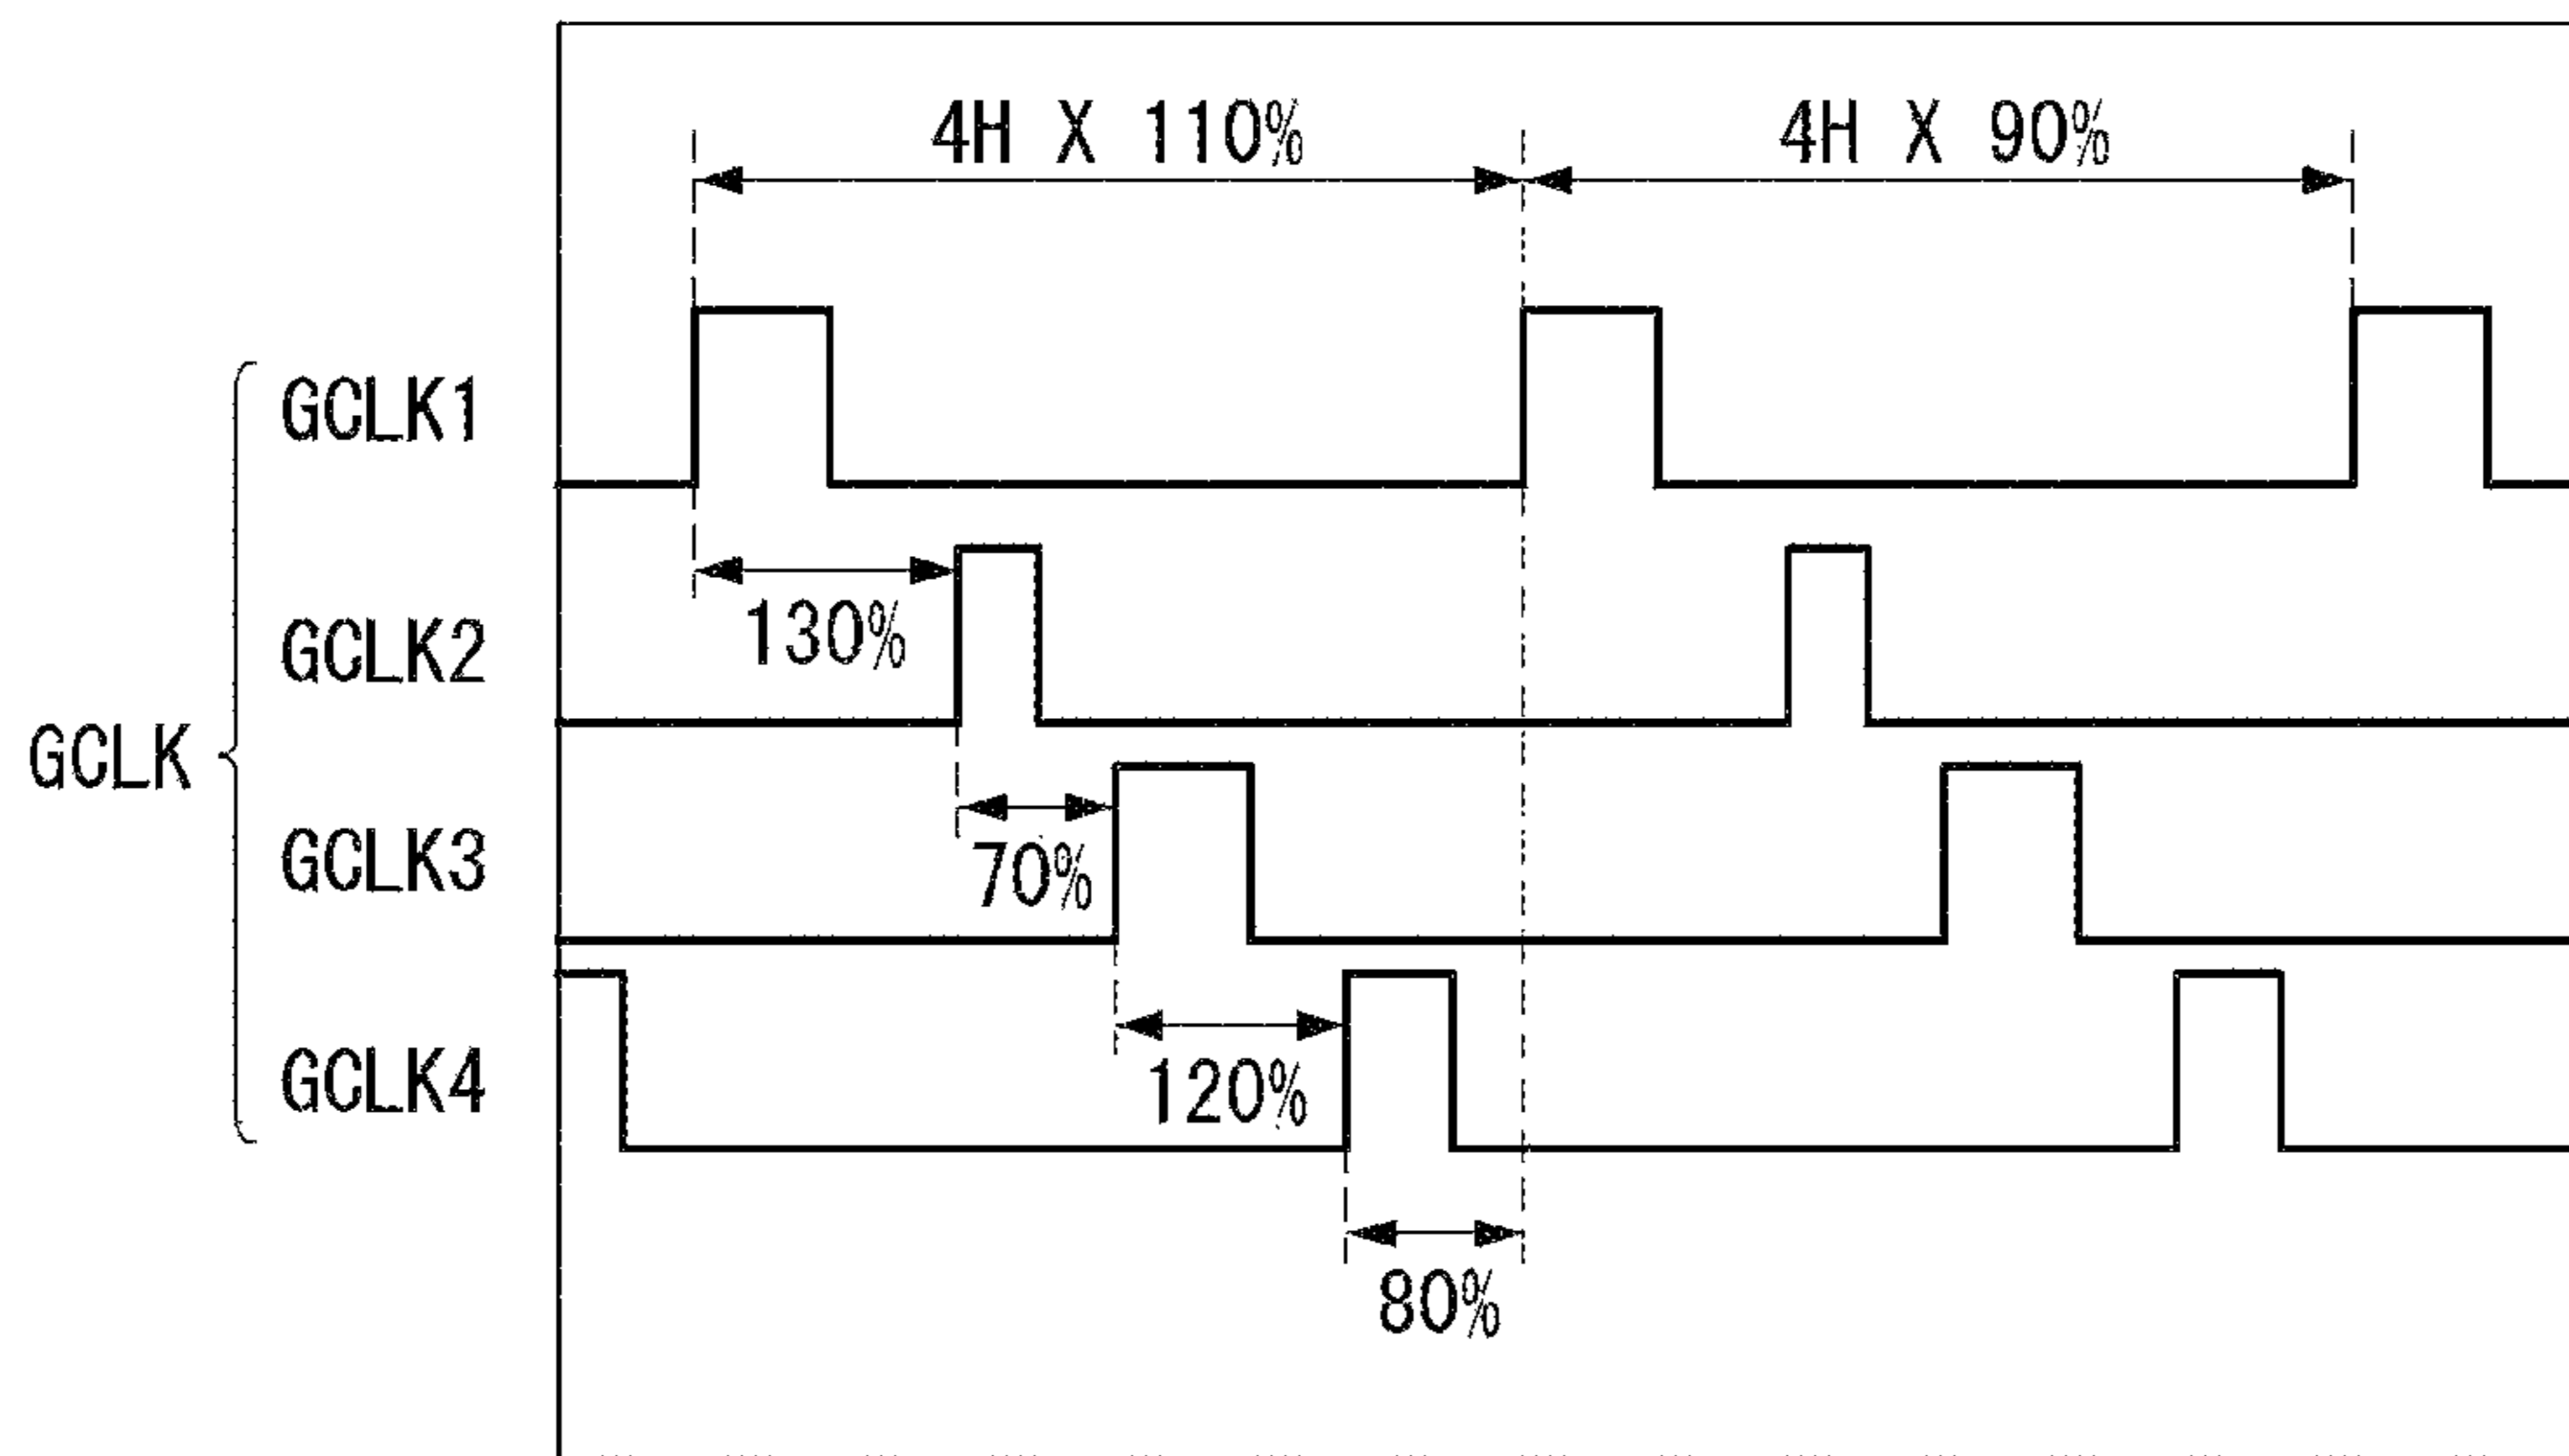 4H X 110%
4H X 90%
GCLK1
130%
GCLK2
GCLK
70%
GCLK3
120%
GCLK4
80%